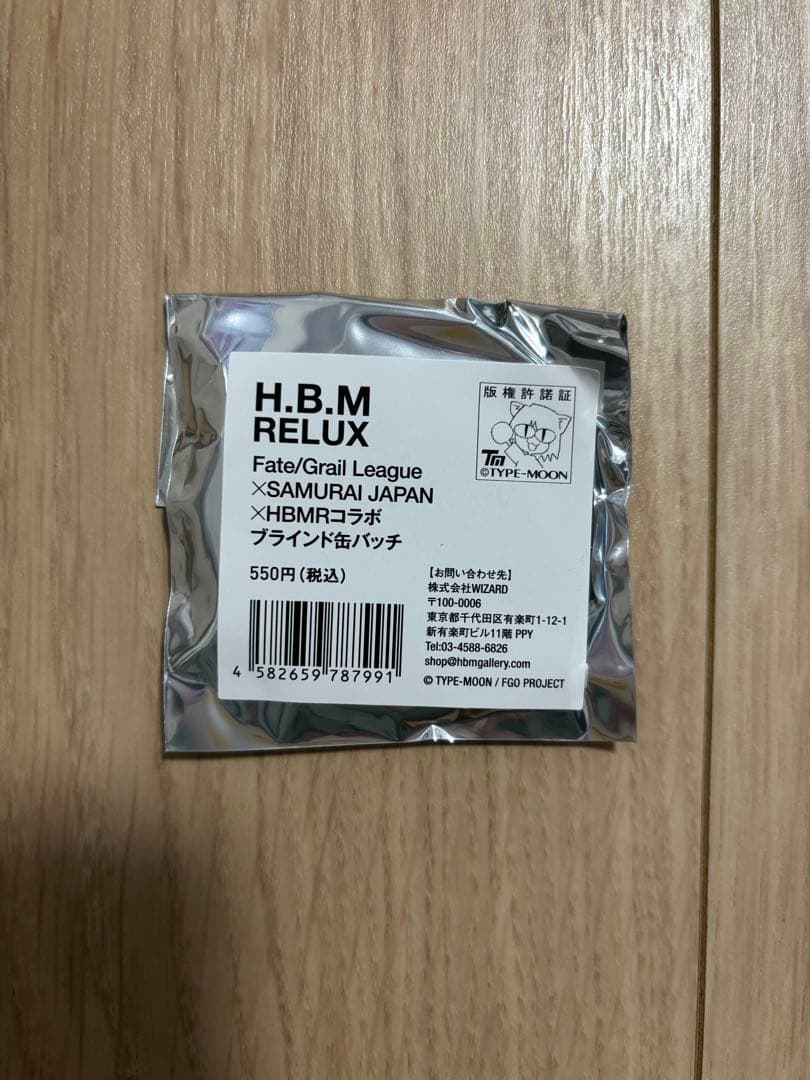 H.B.M
RELUX
Fate/Grail League
×SAMURAI JAPAN
×HBMRコラボ
ブラインド缶バッチ
550円(税込)
4 582659 787991
版権許諾証
TM
©TYPE-MOON
【お問い合わせ先】
株式会社WIZARD
〒100-0006
東京都千代田区有楽町1-12-1
新有楽町ビル11階 PPY
Tel:03-4588-6826
shop@hbmgallery.com
© TYPE-MOON / FGO PROJECT